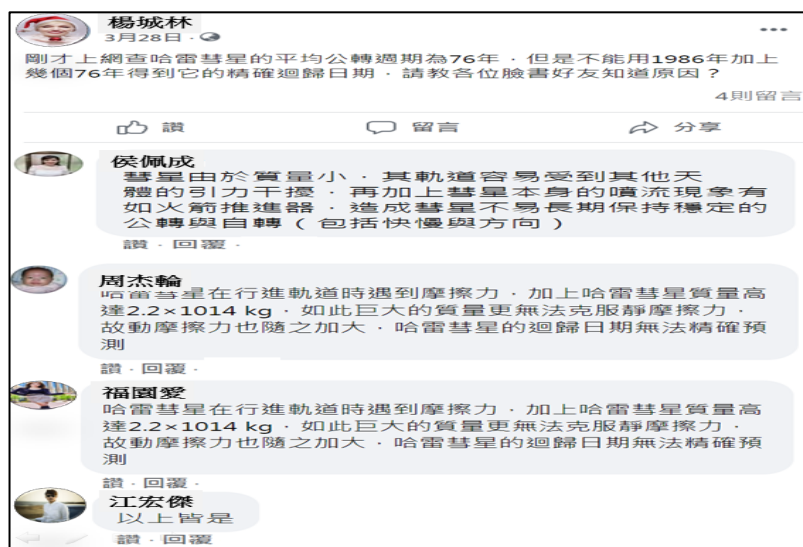 楊城林
3月28日 ·
剛才上網查哈雷彗星的平均公轉週期為76年．但是不能用1986年加上
幾個76年得到它的精確迴歸日期．請教各位臉書好友知道原因？
4則留言
讚 留言 分享
侯佩成
彗星由於質量小．其軌道容易受到其他天
體的引力干擾．再加上彗星本身的噴流現象有
如火箭推進器．造成彗星不易長期保持穩定的
公轉與自轉（包括快慢與方向）
讚 · 回覆 ·
周杰輪
哈雷彗星在行進軌道時遇到摩擦力．加上哈雷彗星質量高
達2.2×1014 kg．如此巨大的質量更無法克服靜摩擦力．
故動摩擦力也隨之加大．哈雷彗星的迴歸日期無法精確預
測
讚 · 回覆 ·
福園愛
哈雷彗星在行進軌道時遇到摩擦力．加上哈雷彗星質量高
達2.2×1014 kg．如此巨大的質量更無法克服靜摩擦力．
故動摩擦力也隨之加大．哈雷彗星的迴歸日期無法精確預
測
讚 · 回覆 ·
江宏傑
以上皆是
讚 · 回覆